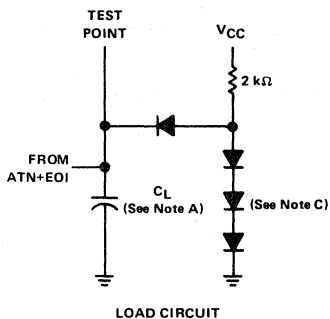 TEST
POINT
VCC
2 kΩ
FROM
ATN+EOI
CL
(See Note A)
(See Note C)
LOAD CIRCUIT